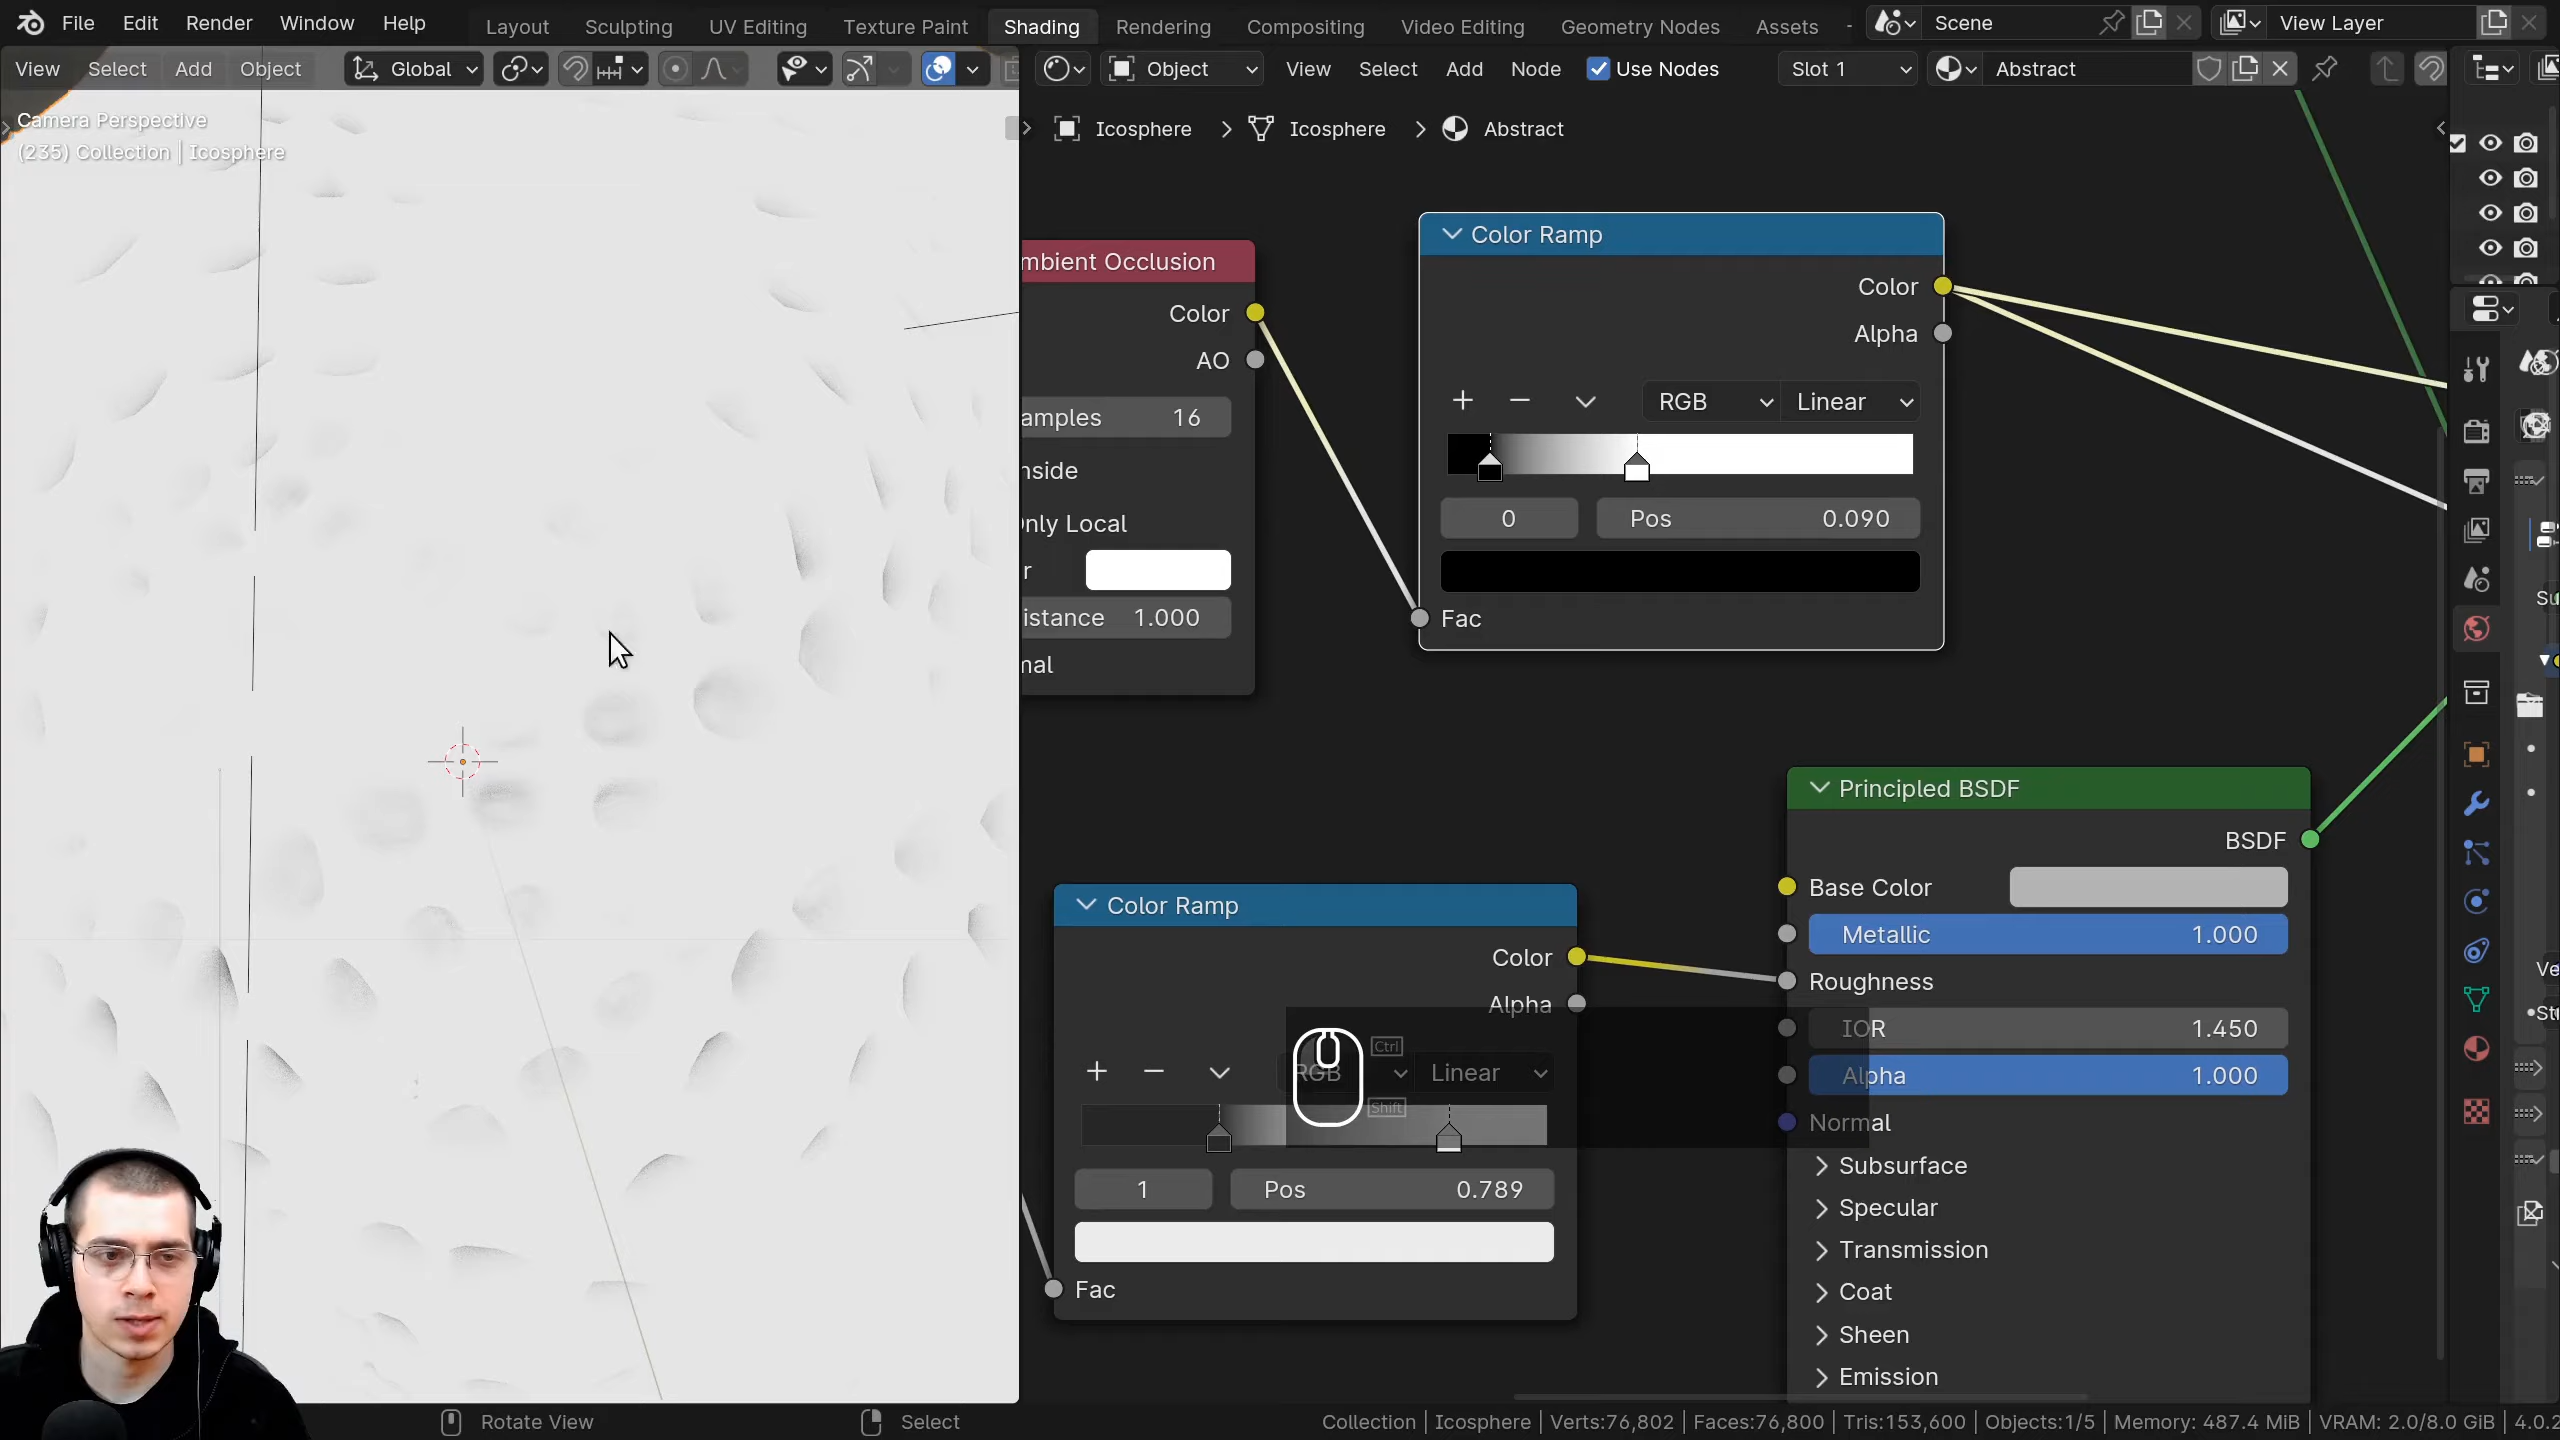 File Edit Render Window Help Layout Sculpting UV Editing Texture Paint Shading Rendering Compositing Video Editing Geometry Nodes Assets Scene View Layer
View Select Add Object Global Object View Select Add Node Use Nodes Slot 1 Abstract
Camera Perspective
(235) Collection | Icosphere
Icosphere > Icosphere > Abstract
mbient Occlusion
Color
AO
amples 16
nside
Only Local
r
istance 1.000
mal
Color Ramp
Color
Alpha
RGB Linear
0 Pos 0.090
Fac
Color Ramp
Color
Alpha
RGB Linear
1 Pos 0.789
Fac
Ctrl
Shift
Principled BSDF
BSDF
Base Color
Metallic 1.000
Roughness
IOR 1.450
Alpha 1.000
Normal
Subsurface
Specular
Transmission
Coat
Sheen
Emission
Su
Ve
Stu
Rotate View Select Collection | Icosphere | Verts:76,802 | Faces:76,800 | Tris:153,600 | Objects:1/5 | Memory: 487.4 MiB | VRAM: 2.0/8.0 GiB | 4.0.2